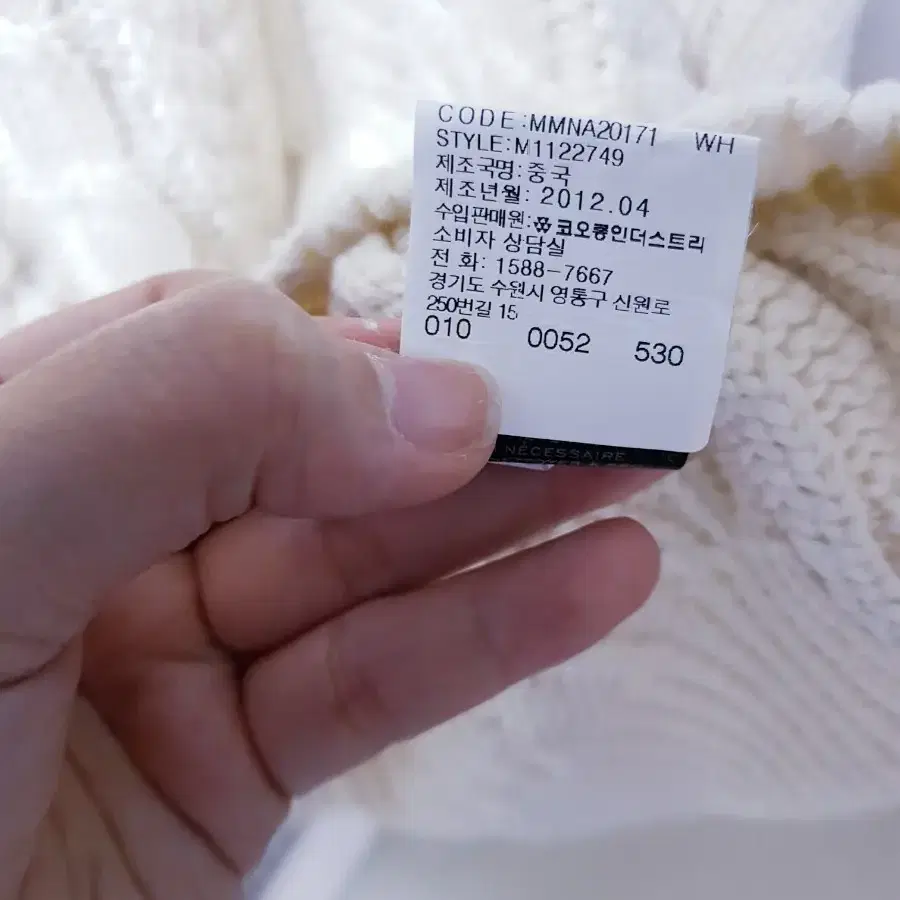 CODE:MMNA20171 WH
STYLE:M1122749
제조국명: 중국
제조년월: 2012.04
수입판매원:코오롱인더스트리
소비자 상담실
전 화: 1588-7667
경기도 수원시 영통구 신원로
250번길 15
010 0052 530
NÉCESSAIRE